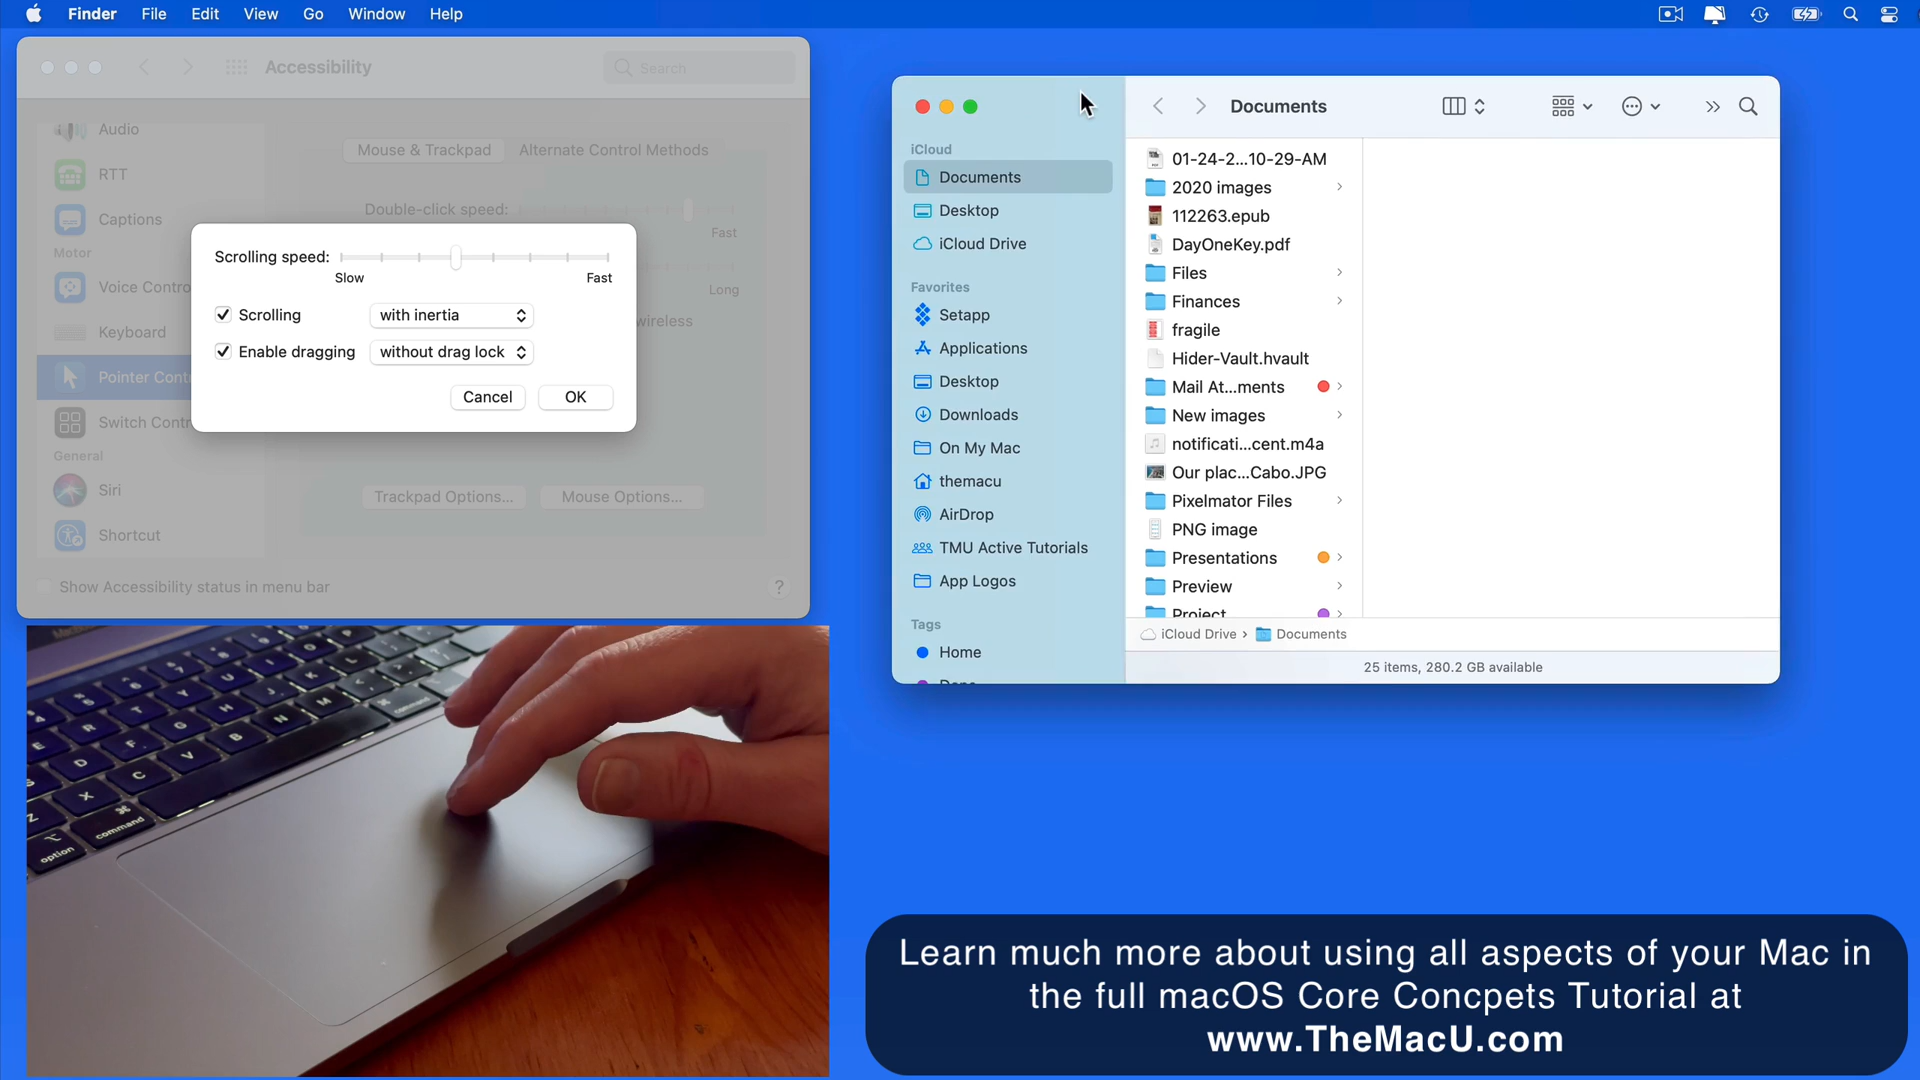 Finder File Edit View Go Window Help
Accessibility
Search
Audio
RTT
Captions
Motor
Voice Contro
Keyboard
Pointer Cont
Switch Contr
General
Siri
Shortcut
Mouse & Trackpad Alternate Control Methods
Double-click speed:
Fast
Long
wireless
Scrolling speed:
Slow Fast
Scrolling with inertia
Enable dragging without drag lock
Cancel OK
Trackpad Options... Mouse Options...
Show Accessibility status in menu bar ?
Documents
iCloud
Documents
Desktop
iCloud Drive
Favorites
Setapp
Applications
Desktop
Downloads
On My Mac
themacu
AirDrop
TMU Active Tutorials
App Logos
Tags
Home
01-24-2...10-29-AM
2020 images
112263.epub
DayOneKey.pdf
Files
Finances
fragile
Hider-Vault.hvault
Mail At...ments
New images
notificati...cent.m4a
Our plac...Cabo.JPG
Pixelmator Files
PNG image
Presentations
Preview
Project
iCloud Drive › Documents
25 items, 280.2 GB available
command
option
command
Learn much more about using all aspects of your Mac in
the full macOS Core Concpets Tutorial at
www.TheMacU.com